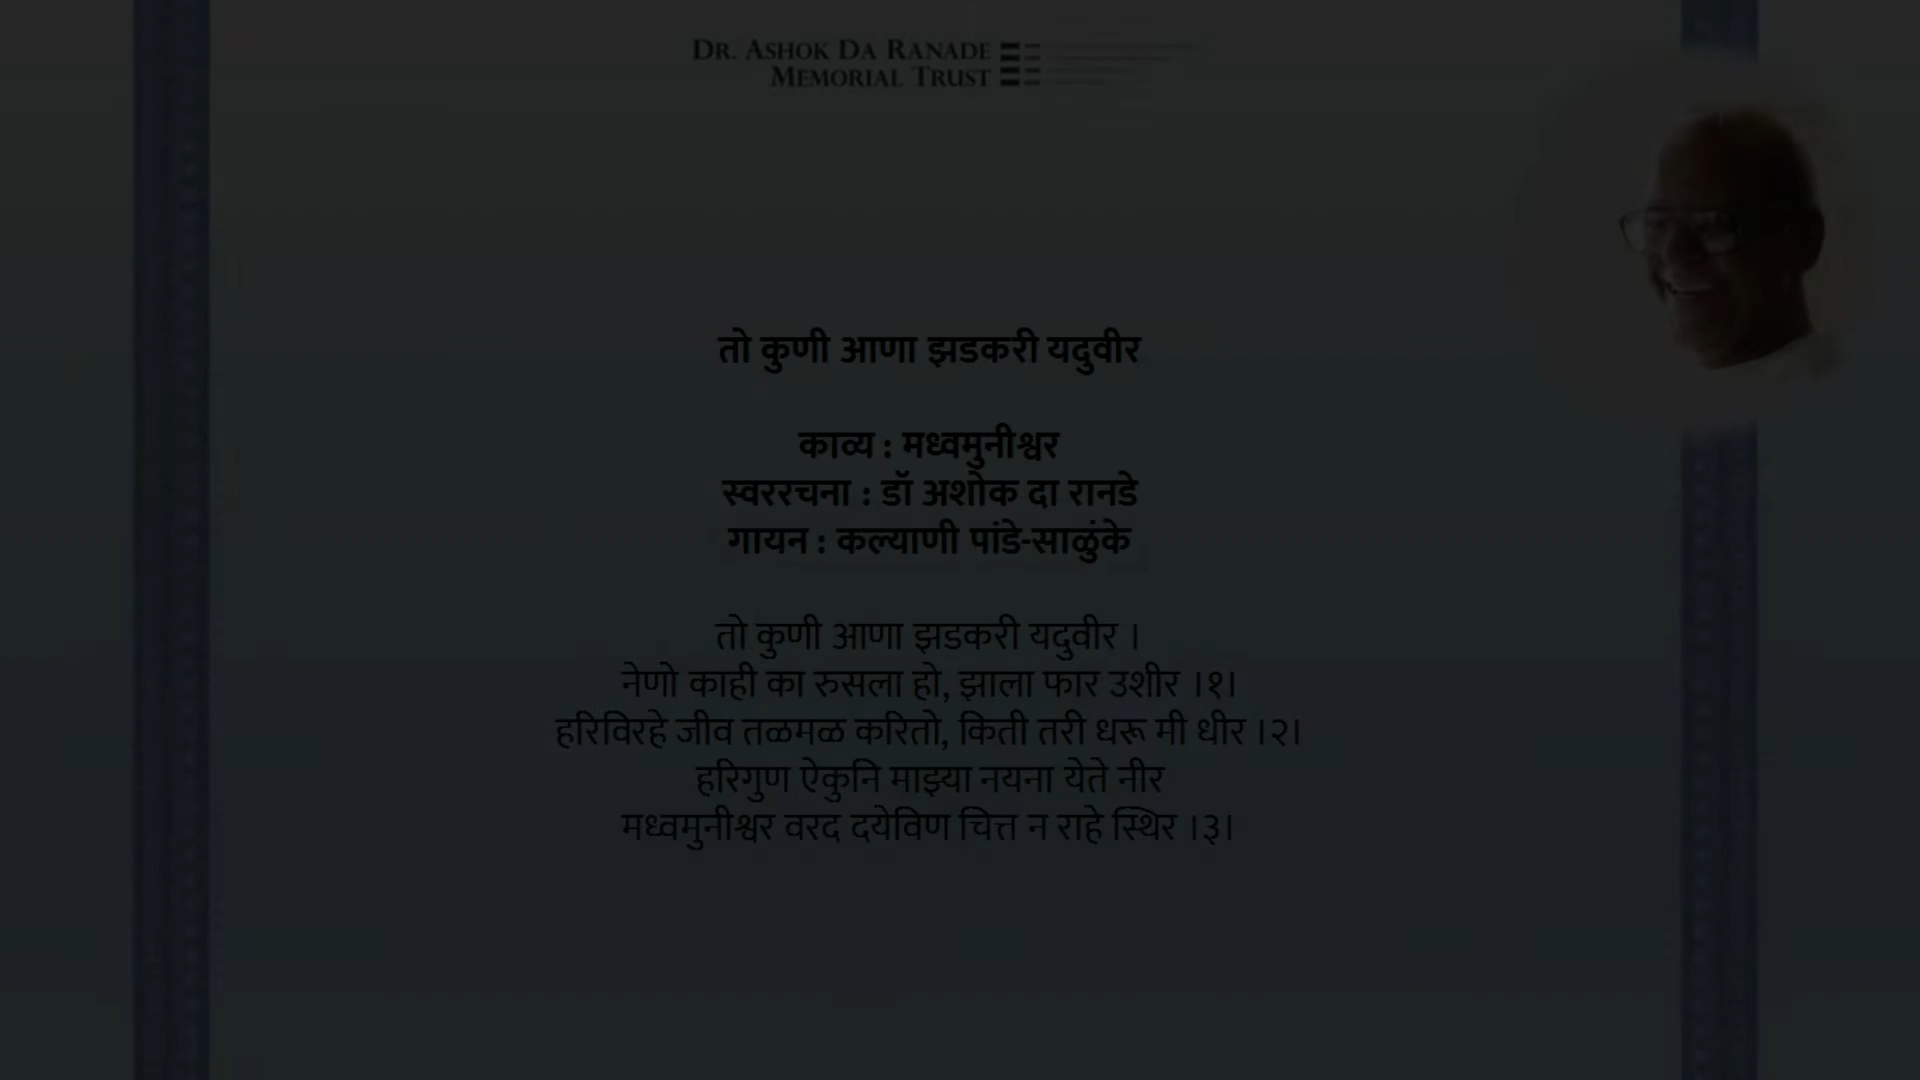 DR. ASHOK DA RANADE
MEMORIAL TRUST
तो कुणी आणा झडकरी यदुवीर
काव्य : मध्वमुनीश्वर
स्वररचना : डॉ अशोक दा रानडे
गायन : कल्याणी पांडे-साळुंके
तो कुणी आणा झडकरी यदुवीर ।
नेणो काही का रुसला हो, झाला फार उशीर ।१।
हरिविरहे जीव तळमळ करितो, किती तरी धरू मी धीर ।२।
हरिगुण ऐकुनि माझ्या नयना येते नीर
मध्वमुनीश्वर वरद दयेविण चित्त न राहे स्थिर ।३।